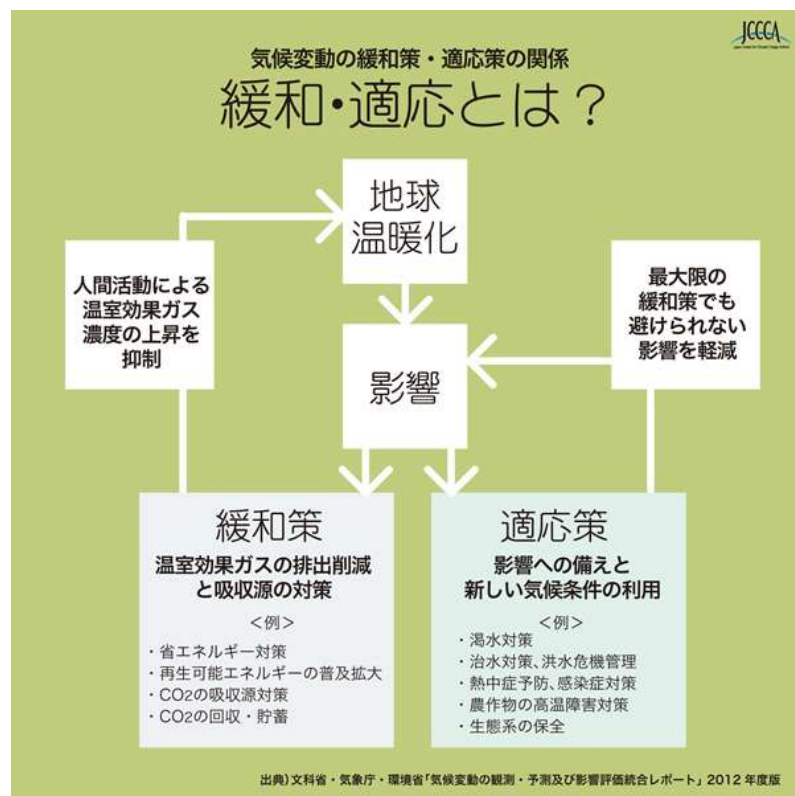 JCCCA
気候変動の緩和策・適応策の関係
緩和・適応とは？
地球
温暖化
人間活動による
温室効果ガス
濃度の上昇を
抑制
最大限の
緩和策でも
避けられない
影響を軽減
影響
緩和策
温室効果ガスの排出削減
と吸収源の対策
＜例＞
・省エネルギー対策
・再生可能エネルギーの普及拡大
・CO2の吸収源対策
・CO2の回収・貯蓄
適応策
影響への備えと
新しい気候条件の利用
＜例＞
・渇水対策
・治水対策、洪水危機管理
・熱中症予防、感染症対策
・農作物の高温障害対策
・生態系の保全
出典）文科省・気象庁・環境省「気候変動の観測・予測及び影響評価統合レポート」2012年度版